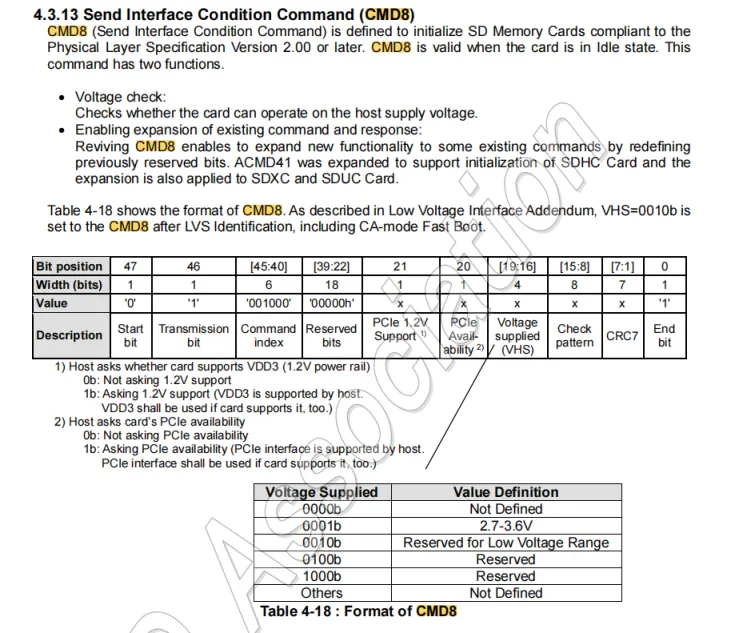 4.3.13 Send Interface Condition Command (CMD8)
CMD8 (Send Interface Condition Command) is defined to initialize SD Memory Cards compliant to the
Physical Layer Specification Version 2.00 or later. CMD8 is valid when the card is in Idle state. This
command has two functions.
• Voltage check:
Checks whether the card can operate on the host supply voltage.
• Enabling expansion of existing command and response:
Reviving CMD8 enables to expand new functionality to some existing commands by redefining
previously reserved bits. ACMD41 was expanded to support initialization of SDHC Card and the
expansion is also applied to SDXC and SDUC Card.
Table 4-18 shows the format of CMD8. As described in Low Voltage Interface Addendum, VHS=0010b is
set to the CMD8 after LVS Identification, including CA-mode Fast Boot.
Bit position 47 46 [45:40] [39:22] 21 20 [19:16] [15:8] [7:1] 0
Width (bits) 1 1 6 18 1 1 4 8 7 1
Value '0' '1' '001000' '00000h' x x x x x '1'
Description Start bit Transmission bit Command index Reserved bits PCIe 1.2V Support 1) PCIe Avail-ability 2) Voltage supplied (VHS) Check pattern CRC7 End bit
1) Host asks whether card supports VDD3 (1.2V power rail)
0b: Not asking 1.2V support
1b: Asking 1.2V support (VDD3 is supported by host.
VDD3 shall be used if card supports it, too.)
2) Host asks card's PCIe availability
0b: Not asking PCIe availability
1b: Asking PCIe availability (PCIe interface is supported by host.
PCIe interface shall be used if card supports it, too.)
Voltage Supplied Value Definition
0000b Not Defined
0001b 2.7-3.6V
0010b Reserved for Low Voltage Range
0100b Reserved
1000b Reserved
Others Not Defined
Table 4-18 : Format of CMD8
Association